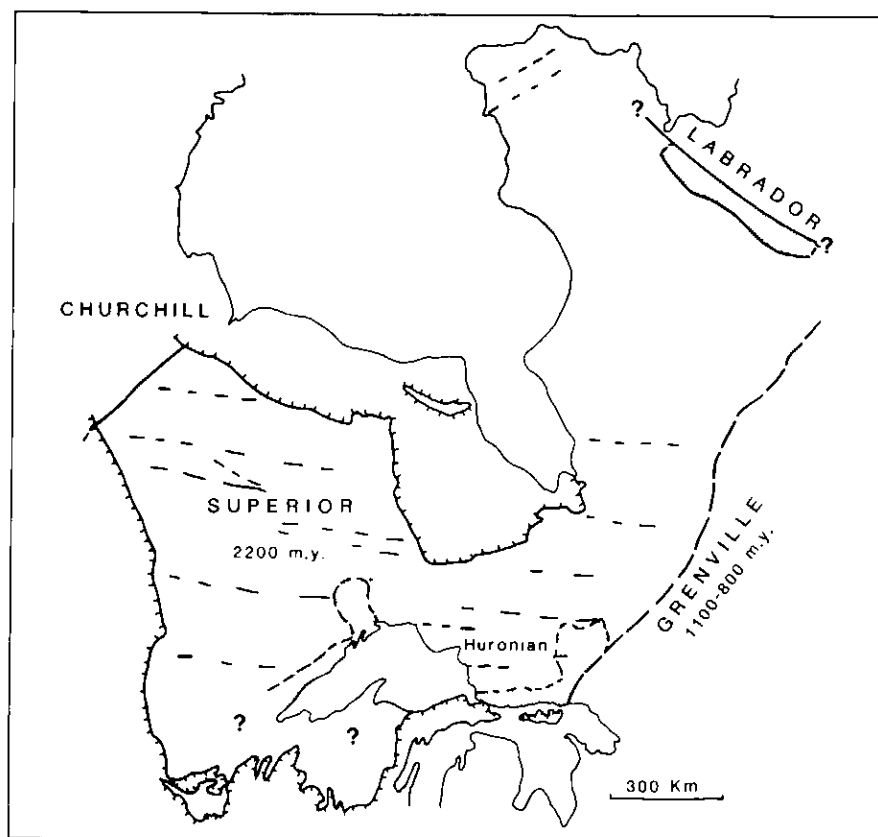 ?
LABRADOR
?
CHURCHILL
SUPERIOR
2200 m.y.
GRENVILLE
1100-800 m.y.
Huronian
?
?
300 Km